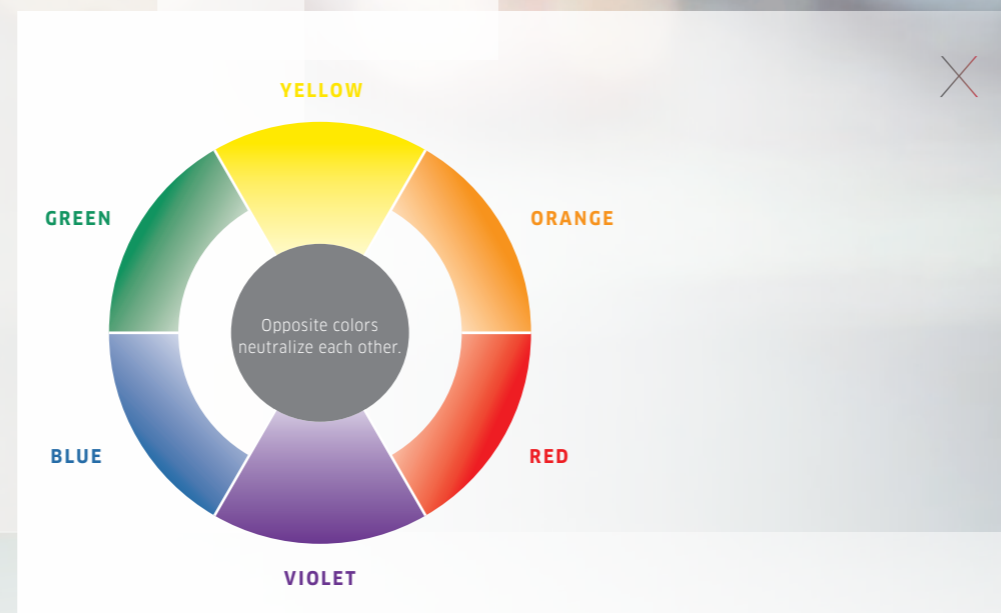 YELLOW
GREEN
ORANGE
Opposite colors
neutralize each other.
BLUE
RED
VIOLET